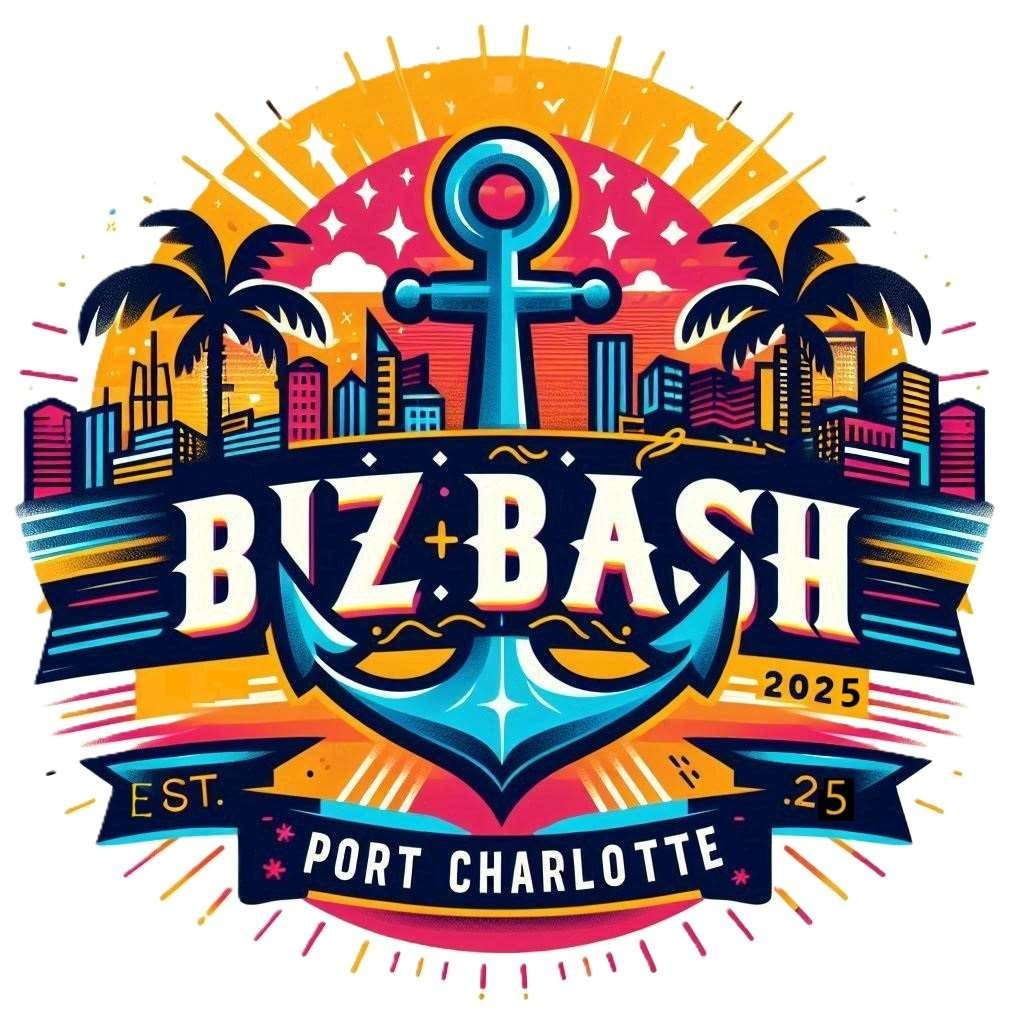 BIZ BASH
2025
EST. .25
PORT CHARLOTTE